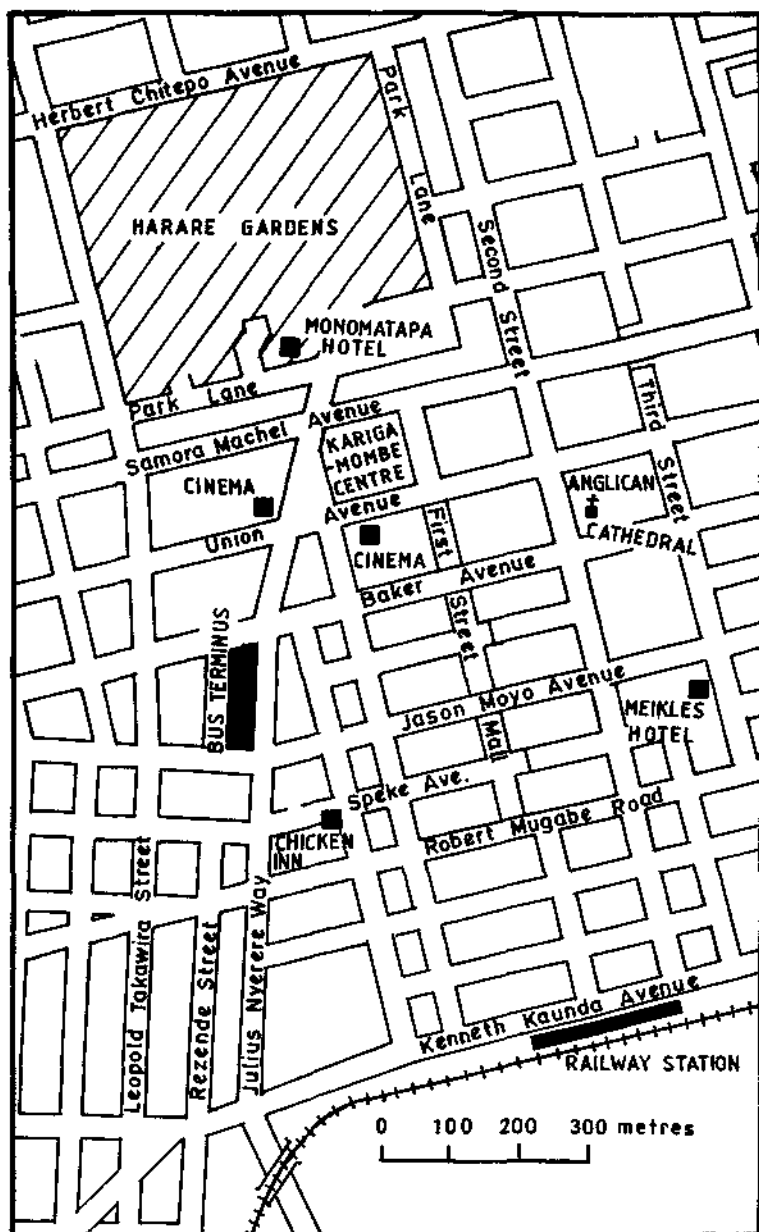 Herbert Chitepo Avenue
Park Lane
HARARE GARDENS
Second Street
MONOMATAPA
HOTEL
Park Lane
Samora Machel Avenue
Third Street
KARIGA
-MOMBE
CENTRE
CINEMA
ANGLICAN
CATHEDRAL
Union Avenue
First Street Mall
CINEMA
Baker Avenue
BUS TERMINUS
Jason Moyo Avenue
MEIKLES
HOTEL
Speke Ave.
Robert Mugabe Road
CHICKEN
INN
Leopold Takawira Street
Rezende Street
Julius Nyerere Way
Kenneth Kaunda Avenue
RAILWAY STATION
0 100 200 300 metres